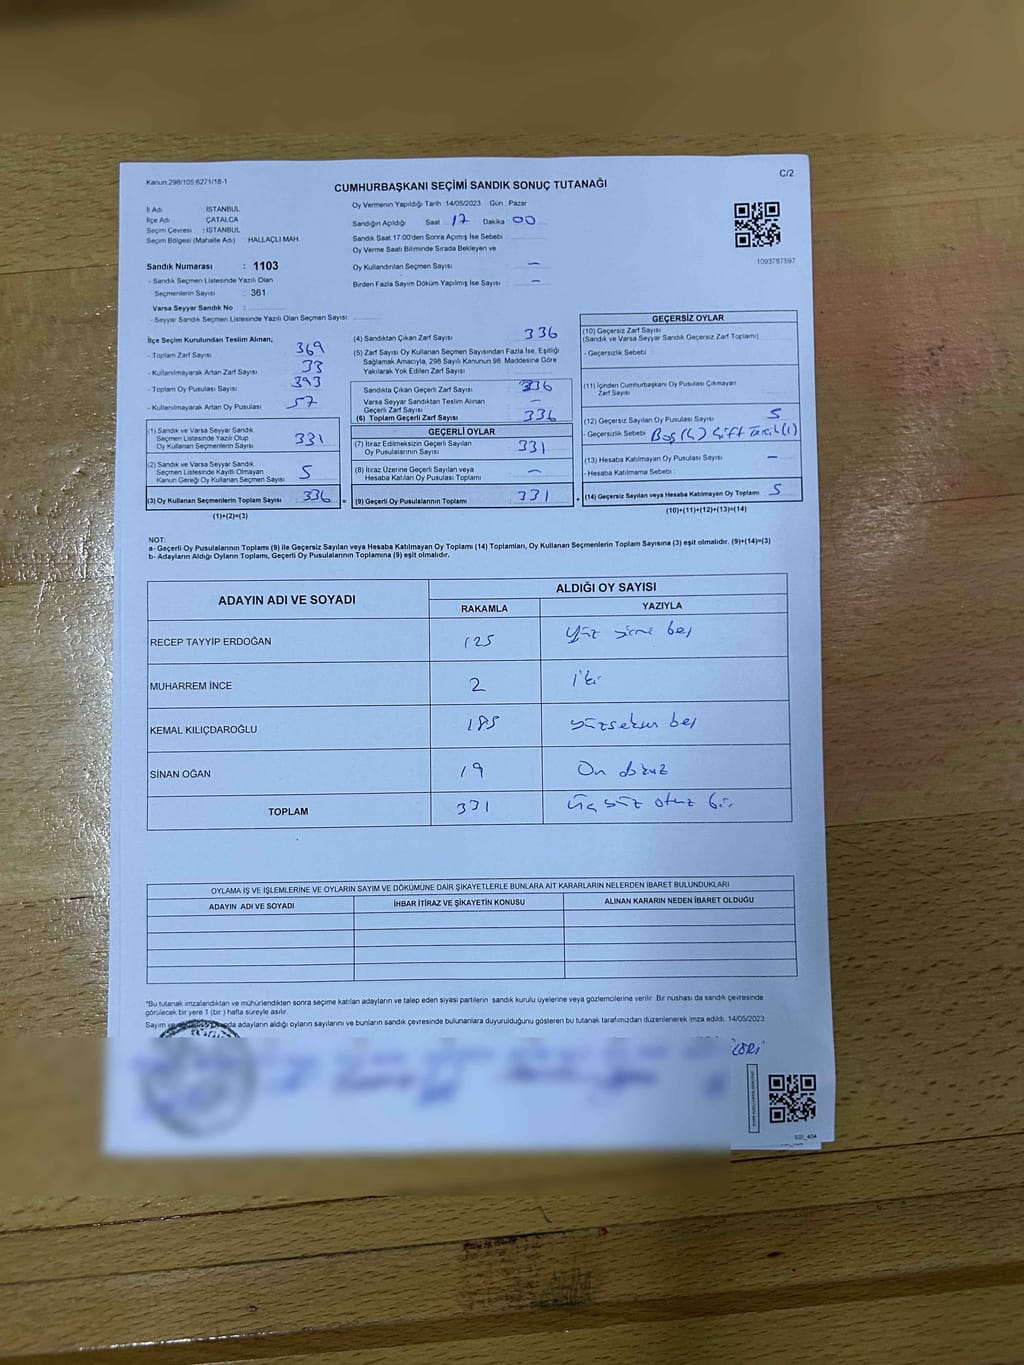 Kanun:298/105;6271/18-1
C/2
CUMHURBAŞKANI SEÇİMİ SANDIK SONUÇ TUTANAĞI
İl Adı : İSTANBUL
İlçe Adı : ÇATALCA
Seçim Çevresi : İSTANBUL
Seçim Bölgesi (Mahalle Adı) HALLAÇLI MAH
Sandık Numarası : 1103
- Sandık Seçmen Listesinde Yazılı Olan
Seçmenlerin Sayısı : 361
Varsa Seyyar Sandık No :
- Seyyar Sandık Seçmen Listesinde Yazılı Olan Seçmen Sayısı:
Oy Vermenin Yapıldığı Tarih :14/05/2023 Gün : Pazar
Sandığın Açıldığı Saat 17 Dakika 00
Sandık Saat 17:00'den Sonra Açımış İse Sebebi :
Oy Verme Saati Bitiminde Sırada Bekleyen ve
Oy Kullandırılan Seçmen Sayısı : –
Birden Fazla Sayım Döküm Yapılmış İse Sayısı : –
1093787597
İlçe Seçim Kurulundan Teslim Alınan;
- Toplam Zarf Sayısı : 369
- Kullanılmayarak Artan Zarf Sayısı : 33
- Toplam Oy Pusulası Sayısı : 393
- Kullanılmayarak Artan Oy Pusulası : 57
(1) Sandık ve Varsa Seyyar Sandık
Seçmen Listesinde Yazılı Olup
Oy Kullanan Seçmenlerin Sayısı : 331
(2) Sandık ve Varsa Seyyar Sandık
Seçmen Listesinde Kayıtlı Olmayan
Kanun Gereği Oy Kullanan Seçmen Sayısı : 5
(3) Oy Kullanan Seçmenlerin Toplam Sayısı : 336
(1)+(2)=(3)
(4) Sandıktan Çıkan Zarf Sayısı : 336
(5) Zarf Sayısı Oy Kullanan Seçmen Sayısından Fazla İse, Eşitliği
Sağlamak Amacıyla, 298 Sayılı Kanunun 98. Maddesine Göre
Yakılarak Yok Edilen Zarf Sayısı :
Sandıkta Çıkan Geçerli Zarf Sayısı : 336
Varsa Seyyar Sandıktan Teslim Alınan
Geçerli Zarf Sayısı : –
(6) Toplam Geçerli Zarf Sayısı : 336
GEÇERLİ OYLAR
(7) İtiraz Edilmeksizin Geçerli Sayılan
Oy Pusulasının Sayısı : 331
(8) İtiraz Üzerine Geçerli Sayılan veya
Hesaba Katılan Oy Pusulası Toplamı : –
= (9) Geçerli Oy Pusulalarının Toplamı : 331
GEÇERSİZ OYLAR
(10) Geçersiz Zarf Sayısı :
(Sandık ve Varsa Seyyar Sandık Geçersiz Zarf Toplamı)
- Geçersizlik Sebebi :
(11) İçinden Cumhurbaşkanı Oy Pusulası Çıkmayan
Zarf Sayısı :
(12) Geçersiz Sayılan Oy Pusulası Sayısı : 5
- Geçersizlik Sebebi : Boş (4) Çift Tercih (1)
(13) Hesaba Katılmayan Oy Pusulası Sayısı : –
- Hesaba Katılmama Sebebi :
+ (14) Geçersiz Sayılan veya Hesaba Katılmayan Oy Toplamı : 5
(10)+(11)+(12)+(13)=(14)
NOT:
a- Geçerli Oy Pusulalarının Toplamı (9) ile Geçersiz Sayılan veya Hesaba Katılmayan Oy Toplamı (14) Toplamları, Oy Kullanan Seçmenlerin Toplam Sayısına (3) eşit olmalıdır. (9)+(14)=(3)
b- Adayların Aldığı Oyların Toplamı, Geçerli Oy Pusulalarının Toplamına (9) eşit olmalıdır.
ADAYIN ADI VE SOYADI ALDIĞI OY SAYISI
RAKAMLA YAZIYLA
RECEP TAYYİP ERDOĞAN 125 yüz yirmi beş
MUHARREM İNCE 2 İki
KEMAL KILIÇDAROĞLU 185 yüzseksen beş
SİNAN OĞAN 19 On dokuz
TOPLAM 331 üç yüz otuz bir
OYLAMA İŞ VE İŞLEMLERİNE VE OYLARIN SAYIM VE DÖKÜMÜNE DAİR ŞİKAYETLERLE BUNLARA AİT KARARLARIN NELERDEN İBARET BULUNDUKLARI
ADAYIN ADI VE SOYADI İHBAR İTİRAZ VE ŞİKAYETİN KONUSU ALINAN KARARIN NEDEN İBARET OLDUĞU
*Bu tutanak imzalandıktan ve mühürlendikten sonra seçime katılan adayların ve talep eden siyasi partilerin sandık kurulu üyelerine veya gözlemcilerine verilir. Bir nüshası da sandık çevresinde
görülecek bir yere 1 (bir ) hafta süreyle asılır.
Sayım adayların aldığı oyların sayılarını ve bunların sandık çevresinde bulunanlara duyurulduğunu gösteren bu tutanak tarafımızdan düzenlenerek imza edildi. 14/05/2023
SSI_404